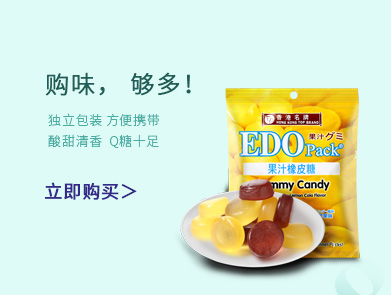 购味，够多！
独立包装 方便携带
酸甜清香 Q糖十足
立即购买＞
香港名牌
HONG KONG TOP BRAND
果汁グミ
EDO
Pack®
果汁橡皮糖
mmy Candy